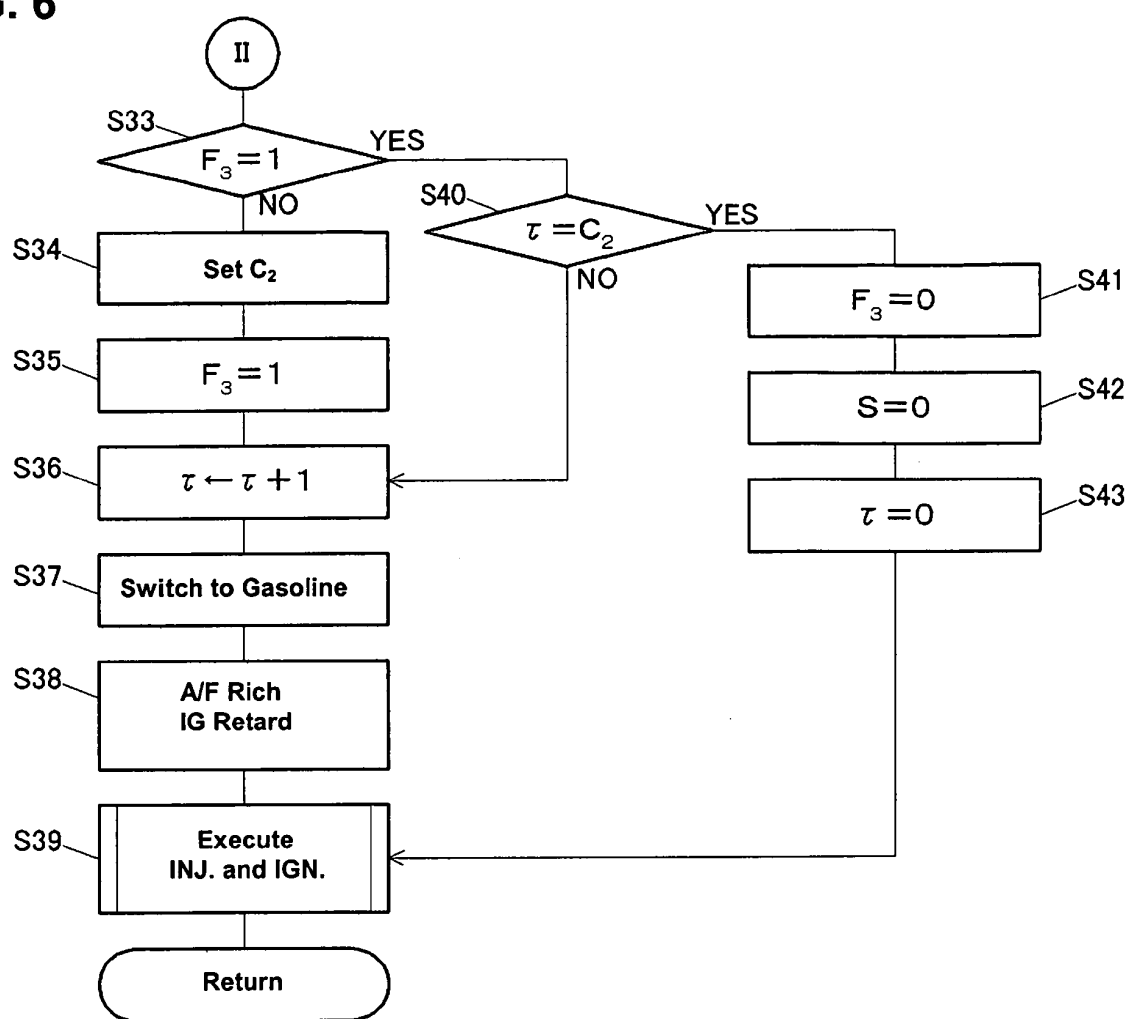 . 6
II
S33
F₃=1
YES
NO
S34
Set C₂
S35
F₃=1
S36
τ ← τ + 1
S37
Switch to Gasoline
S38
A/F Rich
IG Retard
S39
Execute
INJ. and IGN.
Return
S40
τ = C₂
YES
NO
S41
F₃=0
S42
S=0
S43
τ = 0